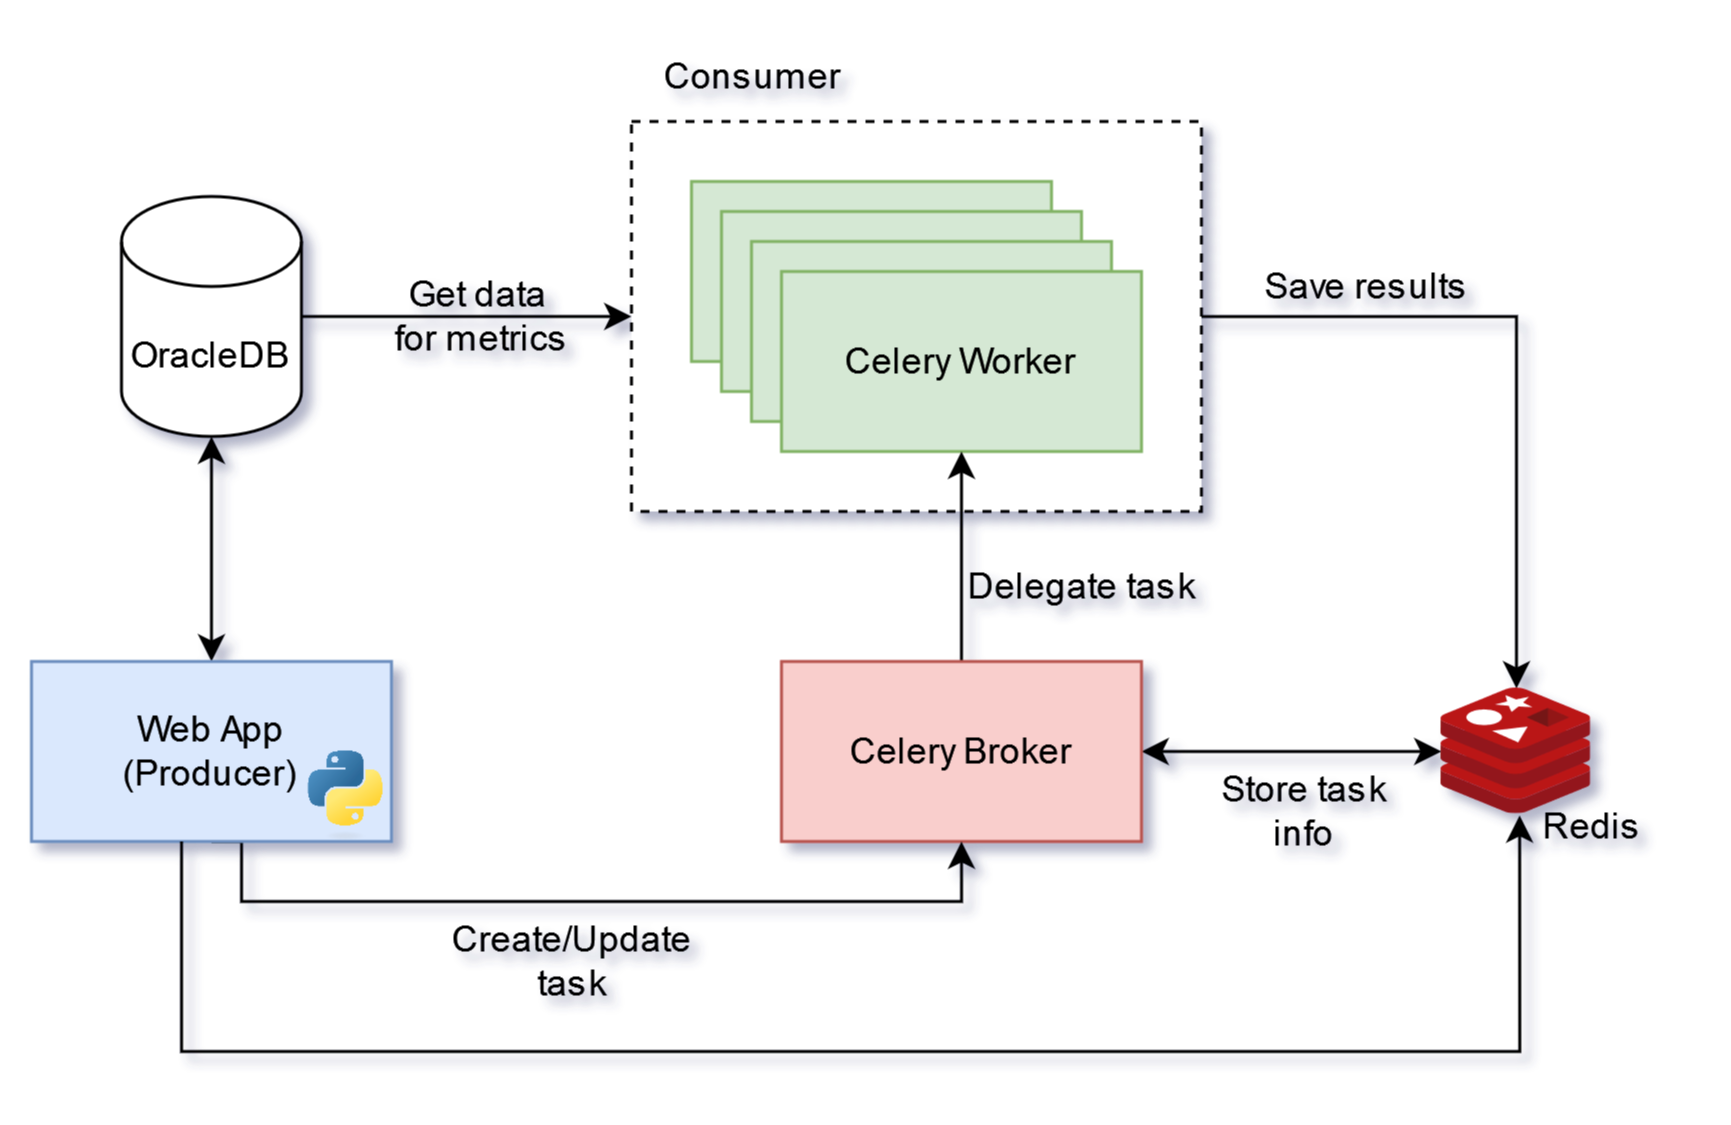 Consumer
Get data
for metrics
Save results
OracleDB
Celery Worker
Delegate task
Web App
(Producer)
Celery Broker
Store task
info
Redis
Create/Update
task